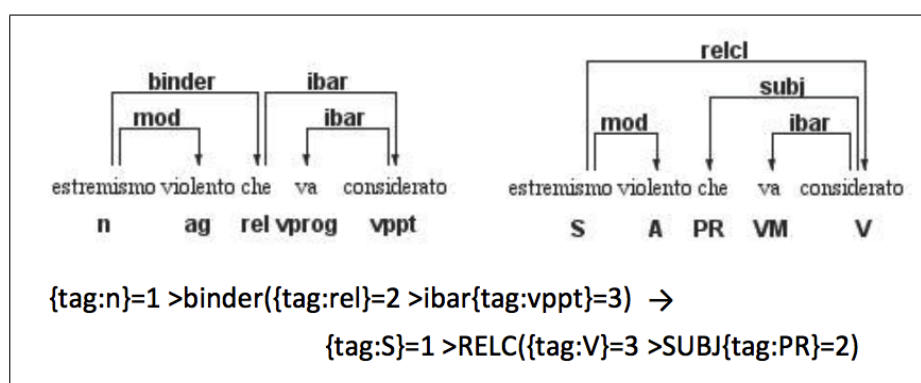 relcl
binder ibar subj
mod ibar mod ibar
estremismo violento che va considerato estremismo violento che va considerato
n ag rel vprog vppt S A PR VM V
{tag:n}=1 >binder({tag:rel}=2 >ibar{tag:vppt}=3) →
{tag:S}=1 >RELC({tag:V}=3 >SUBJ{tag:PR}=2)